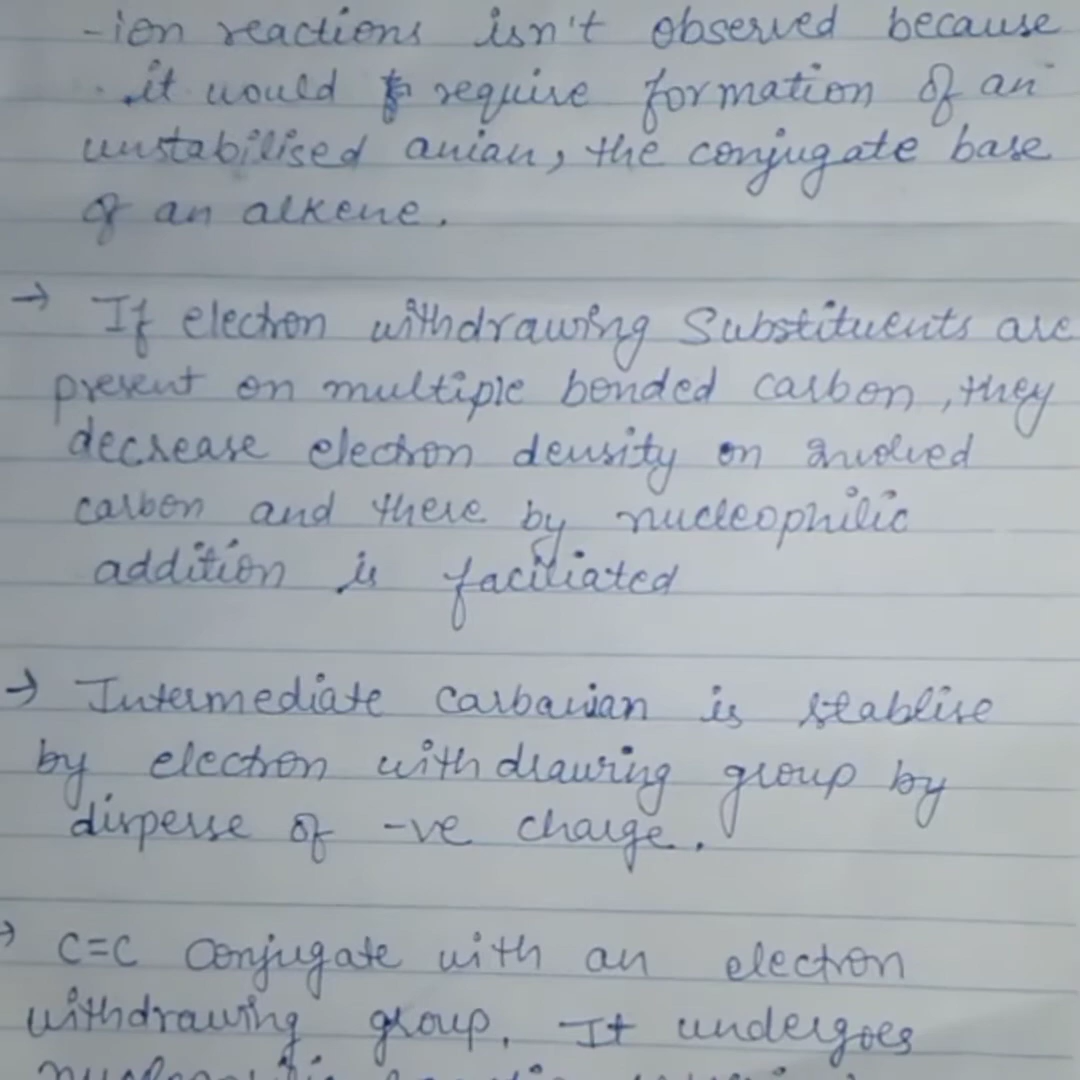 -ion reactions isn't observed because
it would require formation of an
unstabilised anian, the conjugate base
of an alkene.
→ If electron withdrawing Substituents are
present on multiple bonded carbon, they
decrease electron density on involved
carbon and there by nucleophilic
addition is faciliated
→ Intermediate carbanian is stablise
by electron withdrawing group by
disperse of -ve charge.
→ C=C Conjugate with an electron
withdrawing group. It undergoes